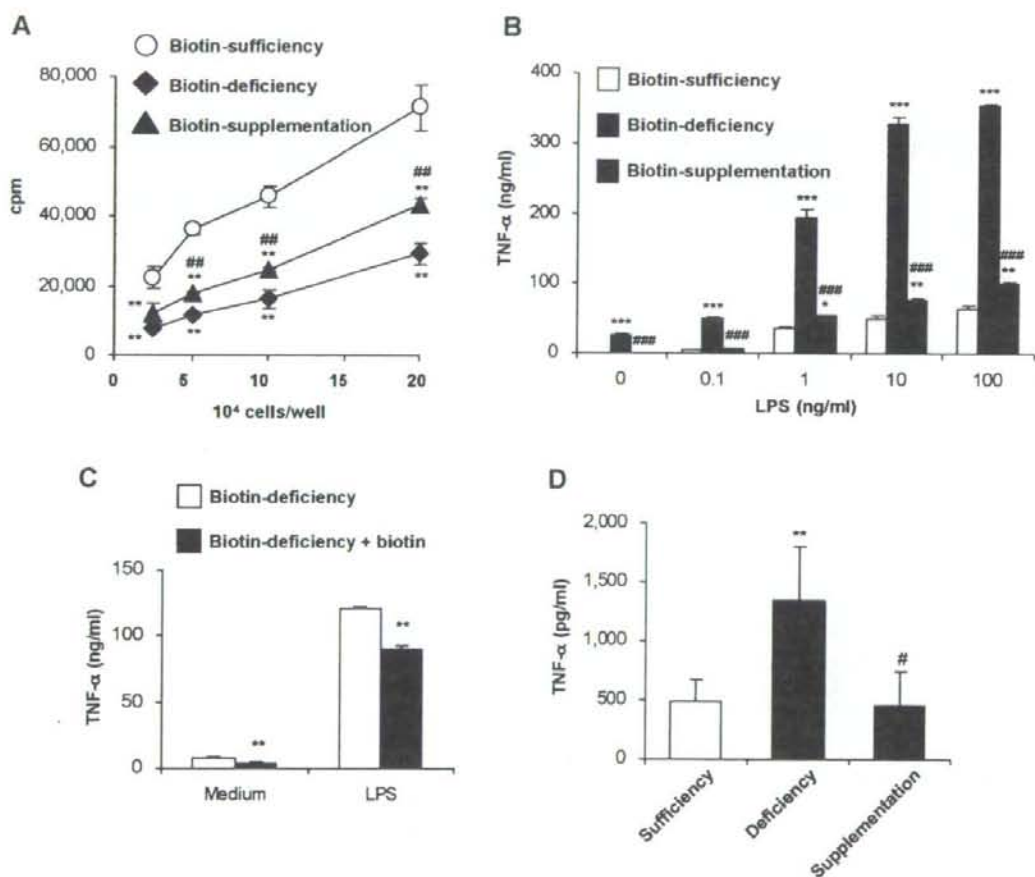 A
Biotin-sufficiency
Biotin-deficiency
Biotin-supplementation
80,000
60,000
40,000
20,000
0
cpm
##
**
##
**
##
**
**
**
**
**
**
0 5 10 15 20
10⁴ cells/well
B
Biotin-sufficiency
Biotin-deficiency
Biotin-supplementation
400
300
200
100
0
TNF-α (ng/ml)
***
###
***
###
***
###
*
***
###
**
***
###
**
0 0.1 1 10 100
LPS (ng/ml)
C
Biotin-deficiency
Biotin-deficiency + biotin
150
100
50
0
TNF-α (ng/ml)
**
**
Medium LPS
D
2,000
1,500
1,000
500
0
TNF-α (pg/ml)
**
#
Sufficiency
Deficiency
Supplementation